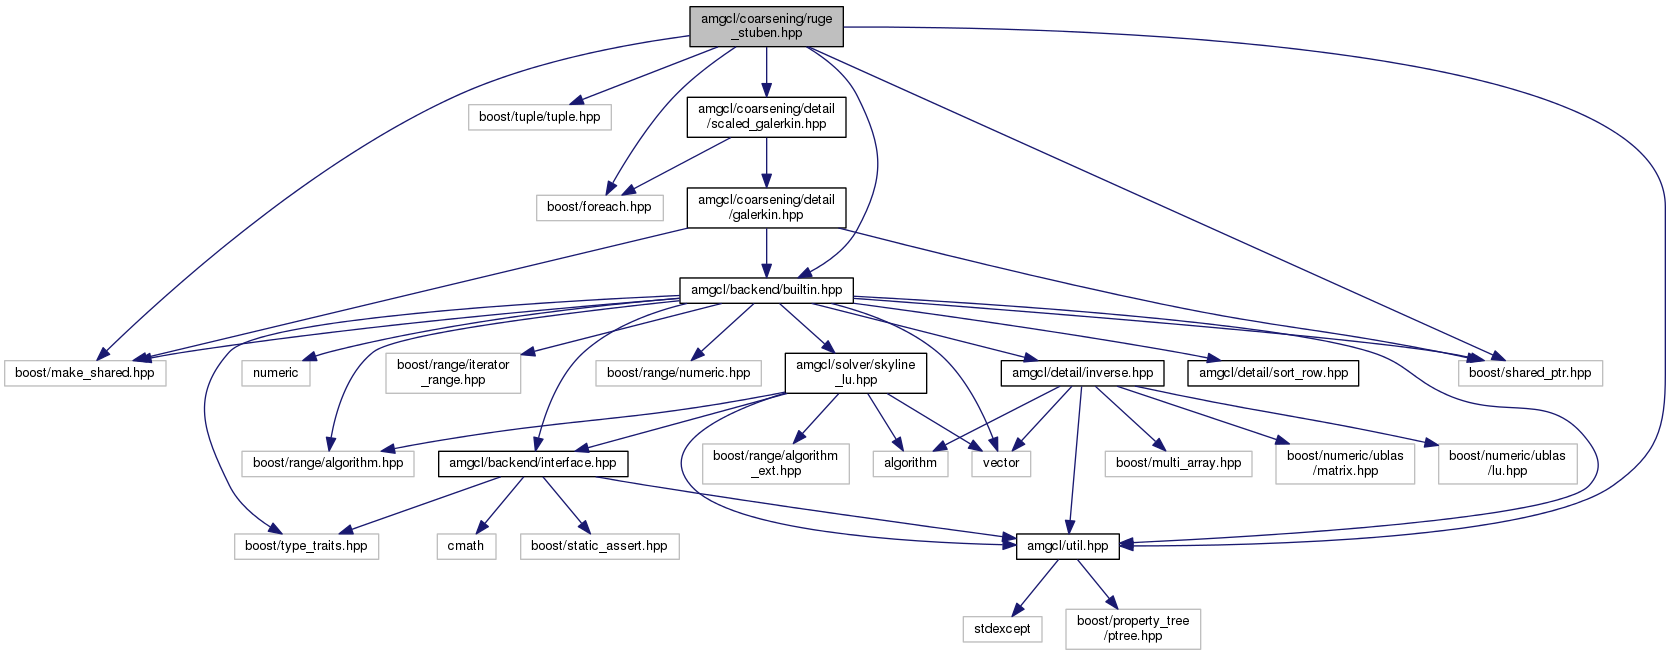 amgcl/coarsening/ruge
_stuben.hpp
boost/tuple/tuple.hpp
amgcl/coarsening/detail
/scaled_galerkin.hpp
boost/foreach.hpp
amgcl/coarsening/detail
/galerkin.hpp
amgcl/backend/builtin.hpp
boost/make_shared.hpp
numeric
boost/range/iterator
_range.hpp
boost/range/numeric.hpp
amgcl/solver/skyline
_lu.hpp
amgcl/detail/inverse.hpp
amgcl/detail/sort_row.hpp
boost/shared_ptr.hpp
boost/range/algorithm.hpp
amgcl/backend/interface.hpp
boost/range/algorithm
_ext.hpp
algorithm
vector
boost/multi_array.hpp
boost/numeric/ublas
/matrix.hpp
boost/numeric/ublas
/lu.hpp
boost/type_traits.hpp
cmath
boost/static_assert.hpp
amgcl/util.hpp
stdexcept
boost/property_tree
/ptree.hpp